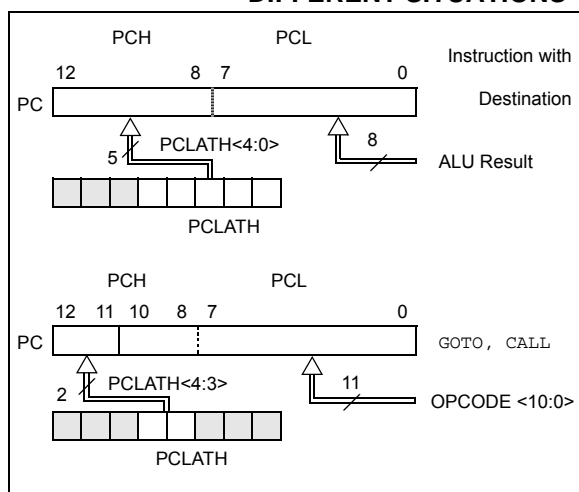 DIFFERENT SITUATIONS
PCH PCL
12 8 7 0
Instruction with
PC
Destination
5 PCLATH<4:0> 8
ALU Result
PCLATH
PCH PCL
12 11 10 8 7 0
PC GOTO, CALL
2 PCLATH<4:3> 11
OPCODE <10:0>
PCLATH